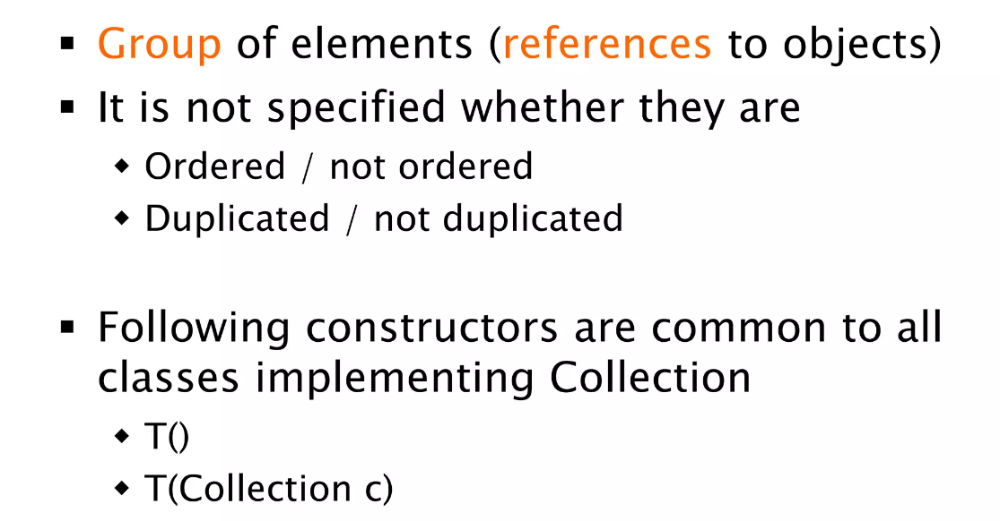 ▪ Group of elements (references to objects)
▪ It is not specified whether they are
◆ Ordered / not ordered
◆ Duplicated / not duplicated
▪ Following constructors are common to all
classes implementing Collection
◆ T()
◆ T(Collection c)